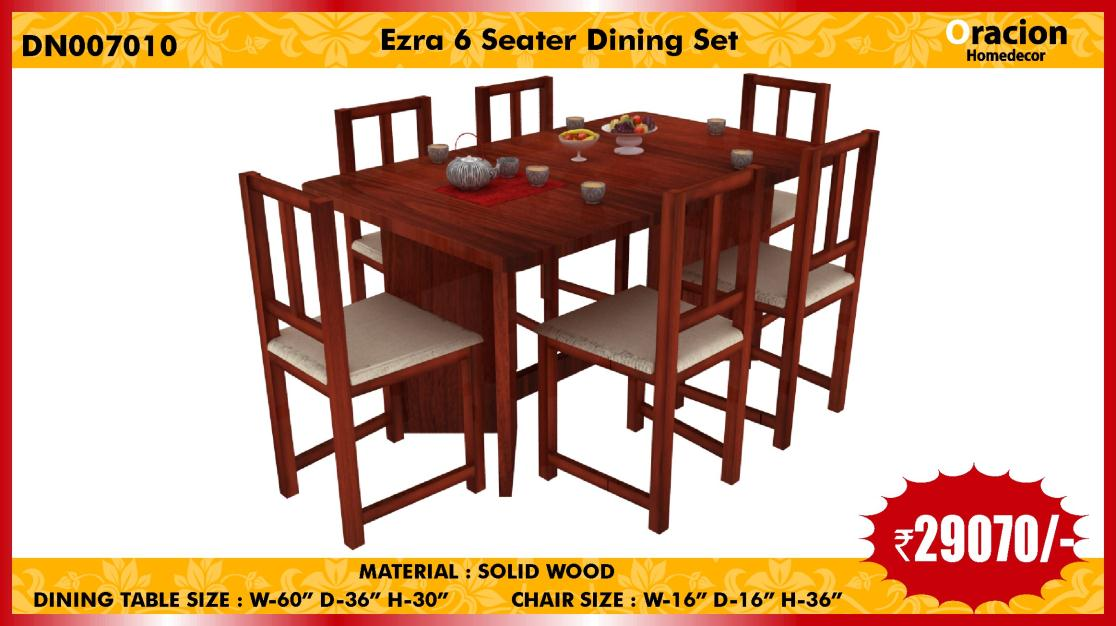 DN007010
Ezra 6 Seater Dining Set
Oracion
Homedecor
₹29070/-
MATERIAL : SOLID WOOD
DINING TABLE SIZE : W-60” D-36” H-30” CHAIR SIZE : W-16” D-16” H-36”